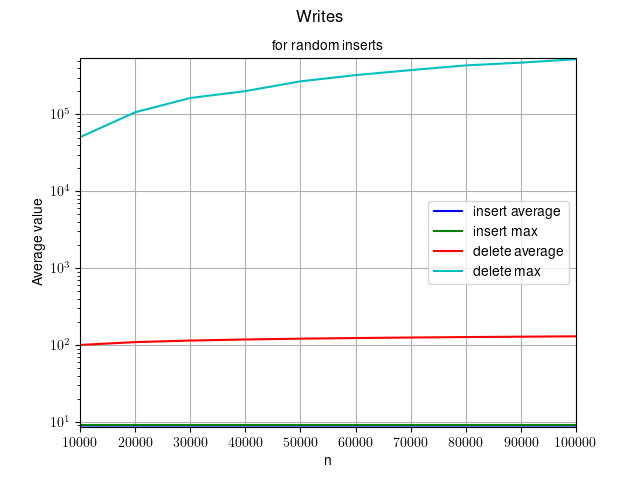 Writes
for random inserts
Average value
10^5
10^4
10^3
10^2
10^1
insert average
insert max
delete average
delete max
10000 20000 30000 40000 50000 60000 70000 80000 90000 100000
n